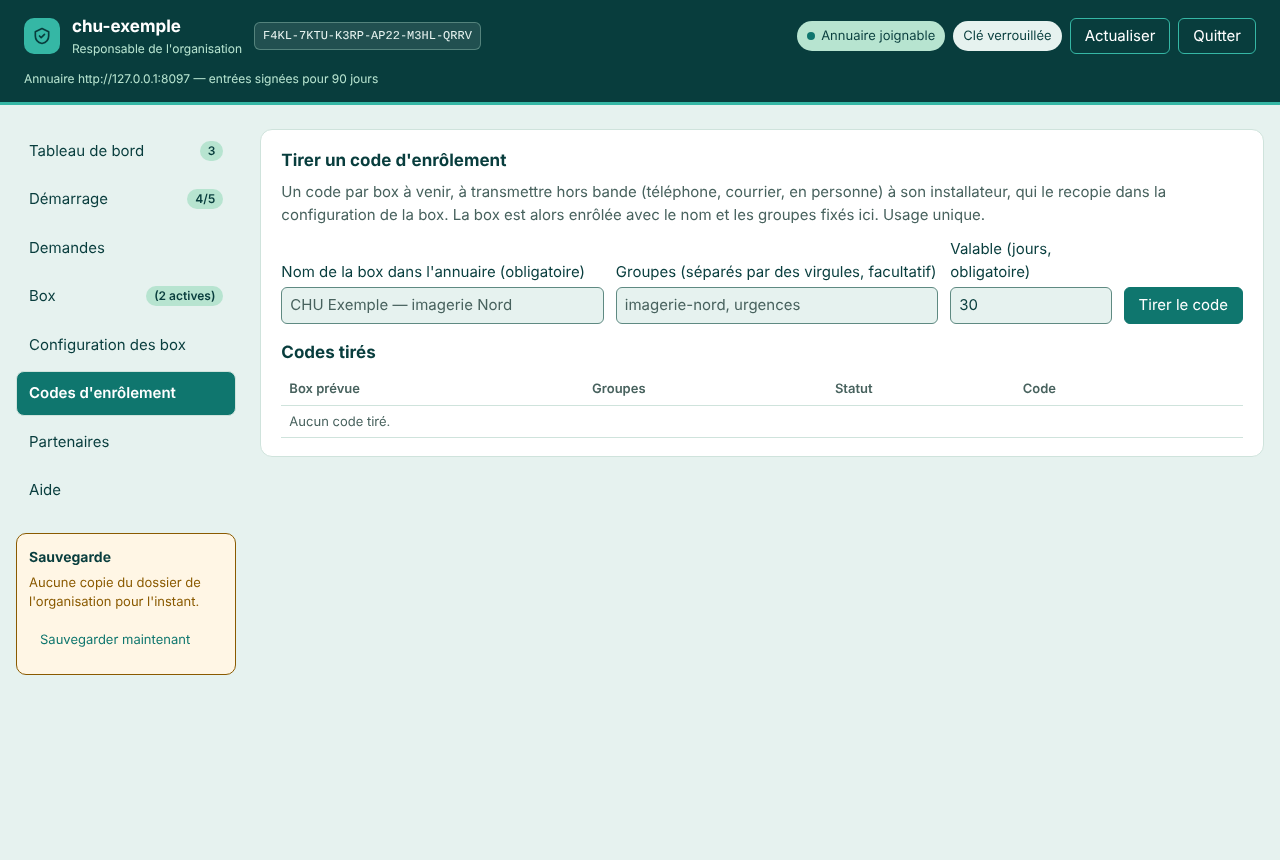 chu-exemple
Responsable de l'organisation
F4KL-7KTU-K3RP-AP22-M3HL-QRRV
Annuaire joignable
Clé verrouillée
Actualiser
Quitter
Annuaire http://127.0.0.1:8097 — entrées signées pour 90 jours
Tableau de bord 3
Démarrage 4/5
Demandes
Box (2 actives)
Configuration des box
Codes d'enrôlement
Partenaires
Aide
Sauvegarde
Aucune copie du dossier de
l'organisation pour l'instant.
Sauvegarder maintenant
Tirer un code d'enrôlement
Un code par box à venir, à transmettre hors bande (téléphone, courrier, en personne) à son installateur, qui le recopie dans la
configuration de la box. La box est alors enrôlée avec le nom et les groupes fixés ici. Usage unique.
Nom de la box dans l'annuaire (obligatoire)
CHU Exemple — imagerie Nord
Groupes (séparés par des virgules, facultatif)
imagerie-nord, urgences
Valable (jours,
obligatoire)
30
Tirer le code
Codes tirés
Box prévue Groupes Statut Code
Aucun code tiré.